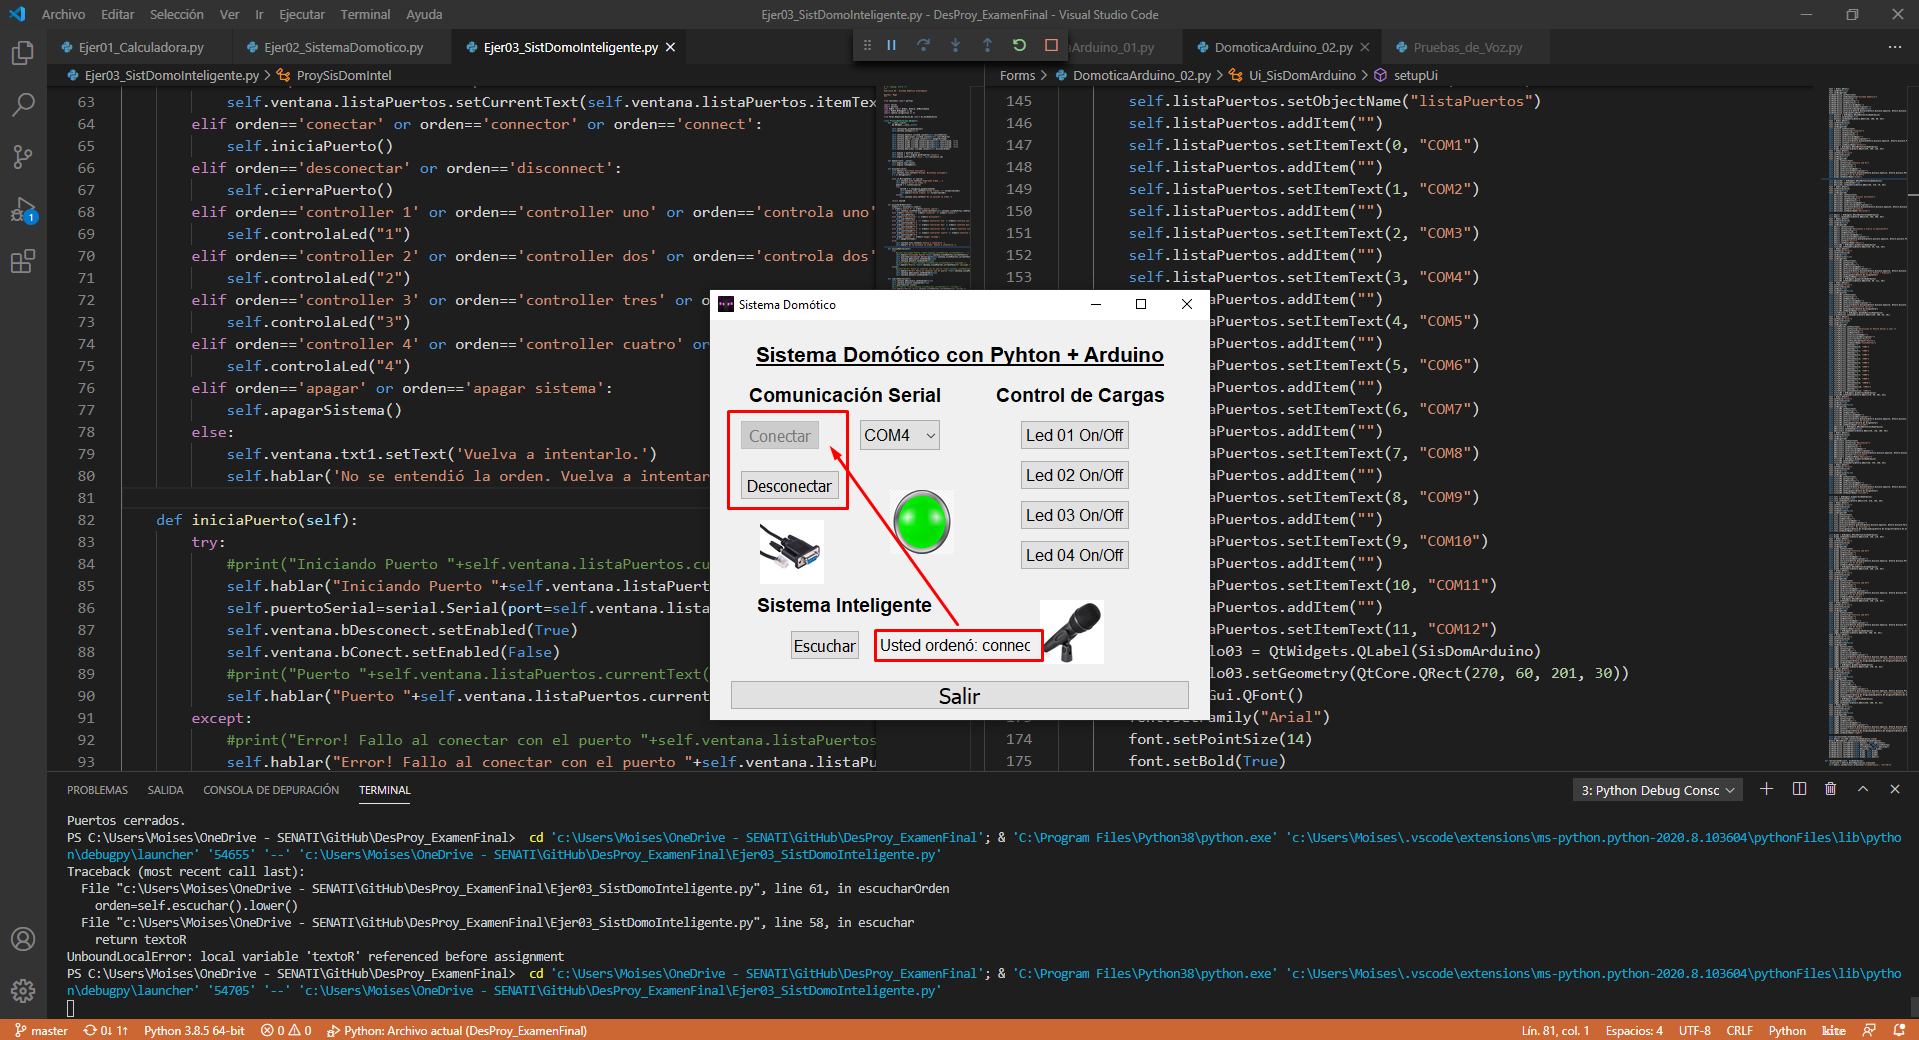 Archivo Editar Selección Ver Ir Ejecutar Terminal Ayuda
Ejer03_SistDomoInteligente.py - DesProy_ExamenFinal - Visual Studio Code
Ejer01_Calculadora.py Ejer02_SistemaDomotico.py Ejer03_SistDomoInteligente.py
aArduino_01.py DomoticaArduino_02.py Pruebas_de_Voz.py
Ejer03_SistDomoInteligente.py > ProySisDomIntel
63 self.ventana.listaPuertos.setCurrentText(self.ventana.listaPuertos.itemTex
64 elif orden=='conectar' or orden=='connector' or orden=='connect':
65 self.iniciaPuerto()
66 elif orden=='desconectar' or orden=='disconnect':
67 self.cierraPuerto()
68 elif orden=='controller 1' or orden=='controller uno' or orden=='controla uno'
69 self.controlaLed("1")
70 elif orden=='controller 2' or orden=='controller dos' or orden=='controla dos'
71 self.controlaLed("2")
72 elif orden=='controller 3' or orden=='controller tres' or o
73 self.controlaLed("3")
74 elif orden=='controller 4' or orden=='controller cuatro' or
75 self.controlaLed("4")
76 elif orden=='apagar' or orden=='apagar sistema':
77 self.apagarSistema()
78 else:
79 self.ventana.txt1.setText('Vuelva a intentarlo.')
80 self.hablar('No se entendió la orden. Vuelva a intentar
81
82 def iniciaPuerto(self):
83 try:
84 #print("Iniciando Puerto "+self.ventana.listaPuertos.cu
85 self.hablar("Iniciando Puerto "+self.ventana.listaPuert
86 self.puertoSerial=serial.Serial(port=self.ventana.lista
87 self.ventana.bDesconect.setEnabled(True)
88 self.ventana.bConect.setEnabled(False)
89 #print("Puerto "+self.ventana.listaPuertos.currentText(
90 self.hablar("Puerto "+self.ventana.listaPuertos.current
91 except:
92 #print("Error! Fallo al conectar con el puerto "+self.ventana.listaPuertos
93 self.hablar("Error! Fallo al conectar con el puerto "+self.ventana.listaPu
Forms > DomoticaArduino_02.py > Ui_SisDomArduino > setupUi
145 self.listaPuertos.setObjectName("listaPuertos")
146 self.listaPuertos.addItem("")
147 self.listaPuertos.setItemText(0, "COM1")
148 self.listaPuertos.addItem("")
149 self.listaPuertos.setItemText(1, "COM2")
150 self.listaPuertos.addItem("")
151 self.listaPuertos.setItemText(2, "COM3")
152 self.listaPuertos.addItem("")
153 self.listaPuertos.setItemText(3, "COM4")
aPuertos.addItem("")
aPuertos.setItemText(4, "COM5")
aPuertos.addItem("")
aPuertos.setItemText(5, "COM6")
aPuertos.addItem("")
aPuertos.setItemText(6, "COM7")
aPuertos.addItem("")
aPuertos.setItemText(7, "COM8")
aPuertos.addItem("")
aPuertos.setItemText(8, "COM9")
aPuertos.addItem("")
aPuertos.setItemText(9, "COM10")
aPuertos.addItem("")
aPuertos.setItemText(10, "COM11")
aPuertos.addItem("")
aPuertos.setItemText(11, "COM12")
lo03 = QtWidgets.QLabel(SisDomArduino)
lo03.setGeometry(QtCore.QRect(270, 60, 201, 30))
Gui.QFont()
font.setFamily("Arial")
174 font.setPointSize(14)
175 font.setBold(True)
Sistema Domótico
Sistema Domótico con Pyhton + Arduino
Comunicación Serial Control de Cargas
Conectar COM4 Led 01 On/Off
Desconectar Led 02 On/Off
Led 03 On/Off
Led 04 On/Off
Sistema Inteligente
Escuchar Usted ordenó: connec
Salir
PROBLEMAS SALIDA CONSOLA DE DEPURACIÓN TERMINAL
3: Python Debug Consc
Puertos cerrados.
PS C:\Users\Moises\OneDrive - SENATI\GitHub\DesProy_ExamenFinal> cd 'c:\Users\Moises\OneDrive - SENATI\GitHub\DesProy_ExamenFinal'; & 'C:\Program Files\Python38\python.exe' 'c:\Users\Moises\.vscode\extensions\ms-python.python-2020.8.103604\pythonFiles\lib\pytho
n\debugpy\launcher' '54655' '--' 'c:\Users\Moises\OneDrive - SENATI\GitHub\DesProy_ExamenFinal\Ejer03_SistDomoInteligente.py'
Traceback (most recent call last):
File "c:\Users\Moises\OneDrive - SENATI\GitHub\DesProy_ExamenFinal\Ejer03_SistDomoInteligente.py", line 61, in escucharOrden
orden=self.escuchar().lower()
File "c:\Users\Moises\OneDrive - SENATI\GitHub\DesProy_ExamenFinal\Ejer03_SistDomoInteligente.py", line 58, in escuchar
return textoR
UnboundLocalError: local variable 'textoR' referenced before assignment
PS C:\Users\Moises\OneDrive - SENATI\GitHub\DesProy_ExamenFinal> cd 'c:\Users\Moises\OneDrive - SENATI\GitHub\DesProy_ExamenFinal'; & 'C:\Program Files\Python38\python.exe' 'c:\Users\Moises\.vscode\extensions\ms-python.python-2020.8.103604\pythonFiles\lib\pytho
n\debugpy\launcher' '54705' '--' 'c:\Users\Moises\OneDrive - SENATI\GitHub\DesProy_ExamenFinal\Ejer03_SistDomoInteligente.py'
master 0↓ 1↑ Python 3.8.5 64-bit 0 0 Python: Archivo actual (DesProy_ExamenFinal)
Lín. 81, col. 1 Espacios: 4 UTF-8 CRLF Python kite